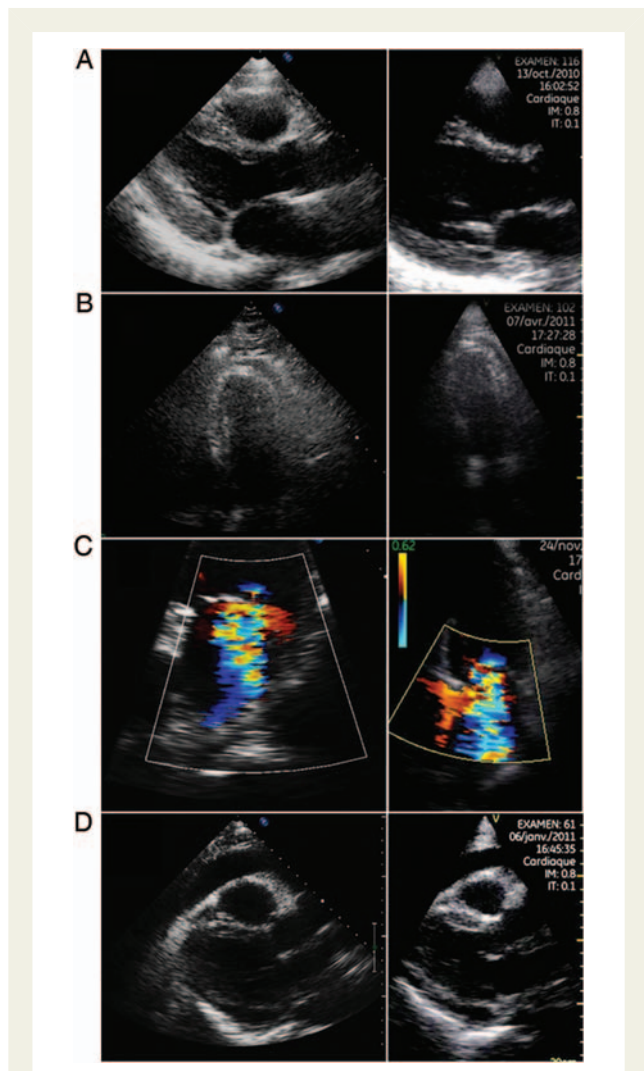 A
EXAMEN: 116
13/oct./2010
16:02:52
Cardiaque
IM: 0.8
IT: 0.1
B
EXAMEN: 102
07/avr./2011
17:27:28
Cardiaque
IM: 0.8
IT: 0.1
C
0.62
24/nov
17
Card
D
V
EXAMEN: 61
06/janv./2011
16:45:35
Cardiaque
IM: 0.8
IT: 0.1